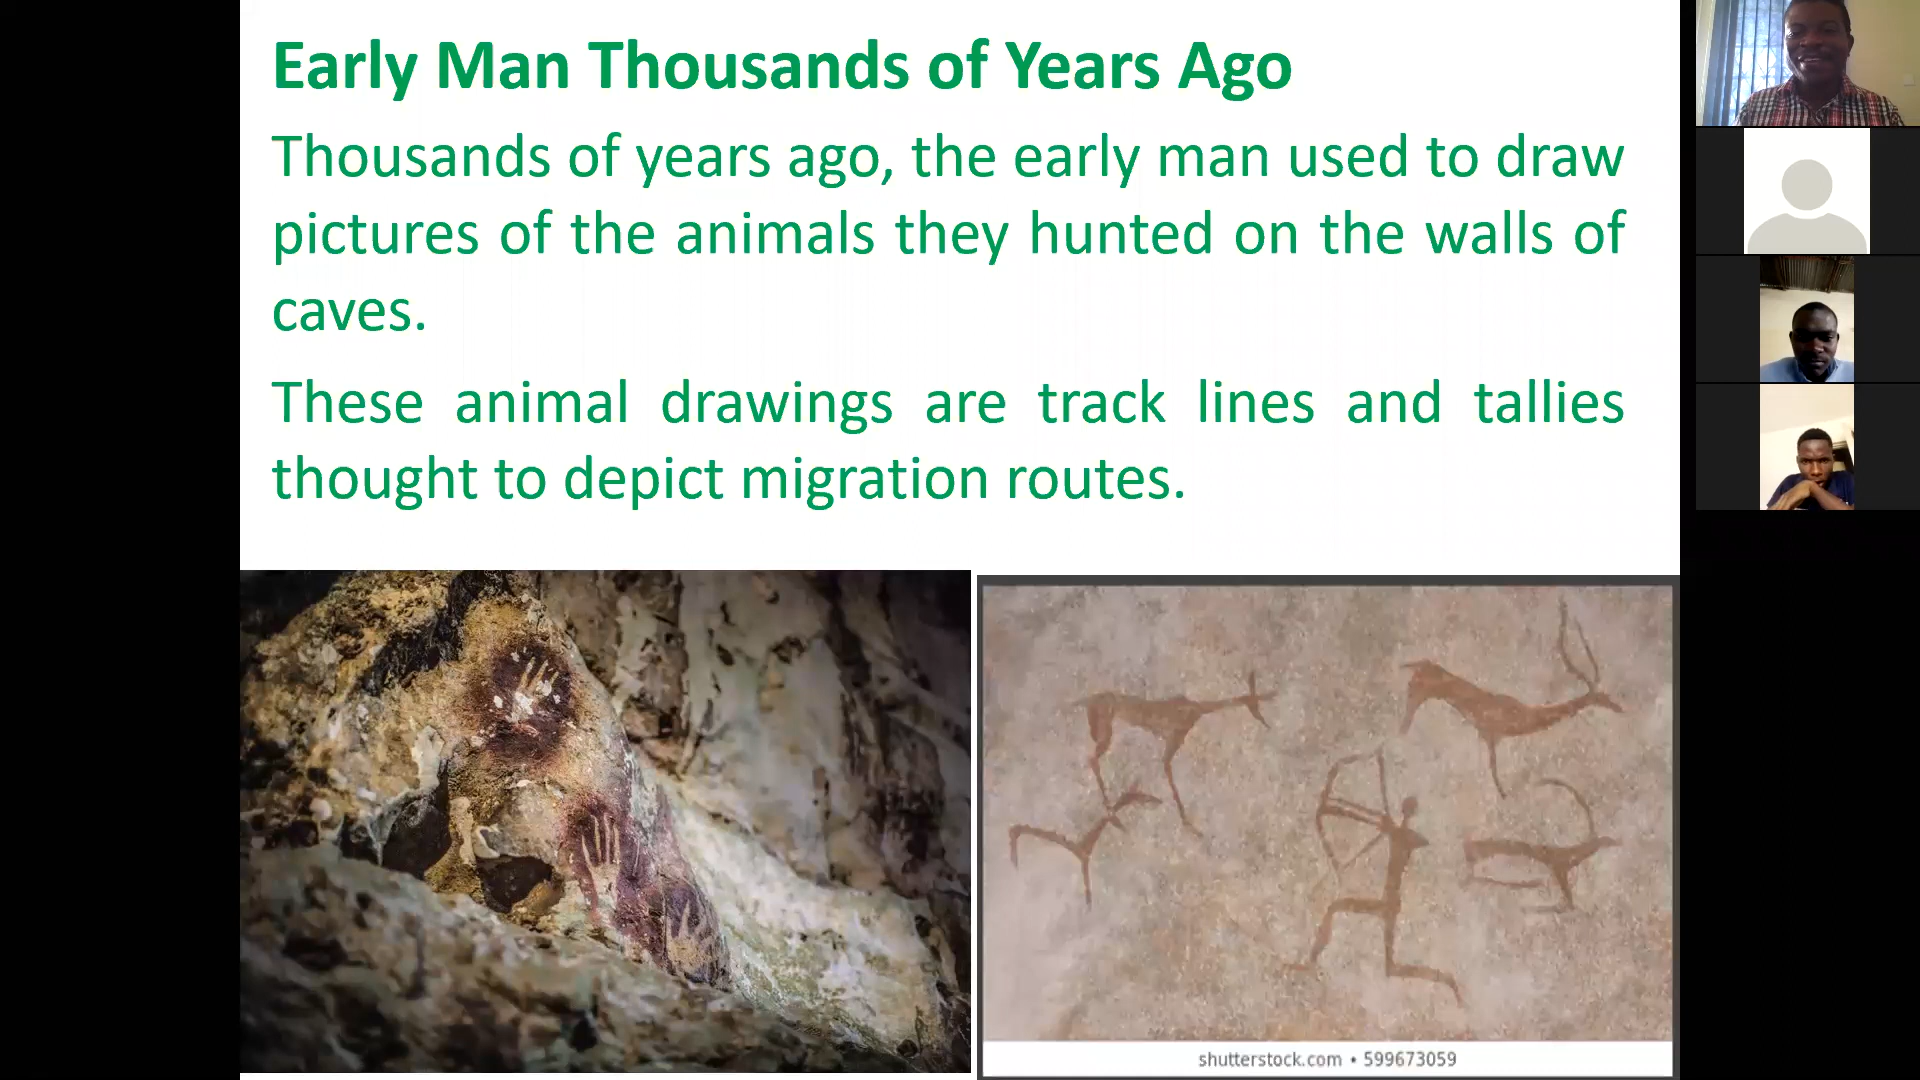 Early Man Thousands of Years Ago
Thousands of years ago, the early man used to draw
pictures of the animals they hunted on the walls of
caves.
These animal drawings are track lines and tallies
thought to depict migration routes.
shutterstock.com • 599673059